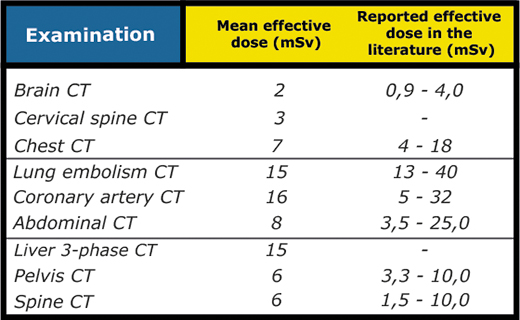 Examination Mean effective dose (mSv) Reported effective dose in the literature (mSv)
Brain CT 2 0,9 - 4,0
Cervical spine CT 3 -
Chest CT 7 4 - 18
Lung embolism CT 15 13 - 40
Coronary artery CT 16 5 - 32
Abdominal CT 8 3,5 - 25,0
Liver 3-phase CT 15 -
Pelvis CT 6 3,3 - 10,0
Spine CT 6 1,5 - 10,0